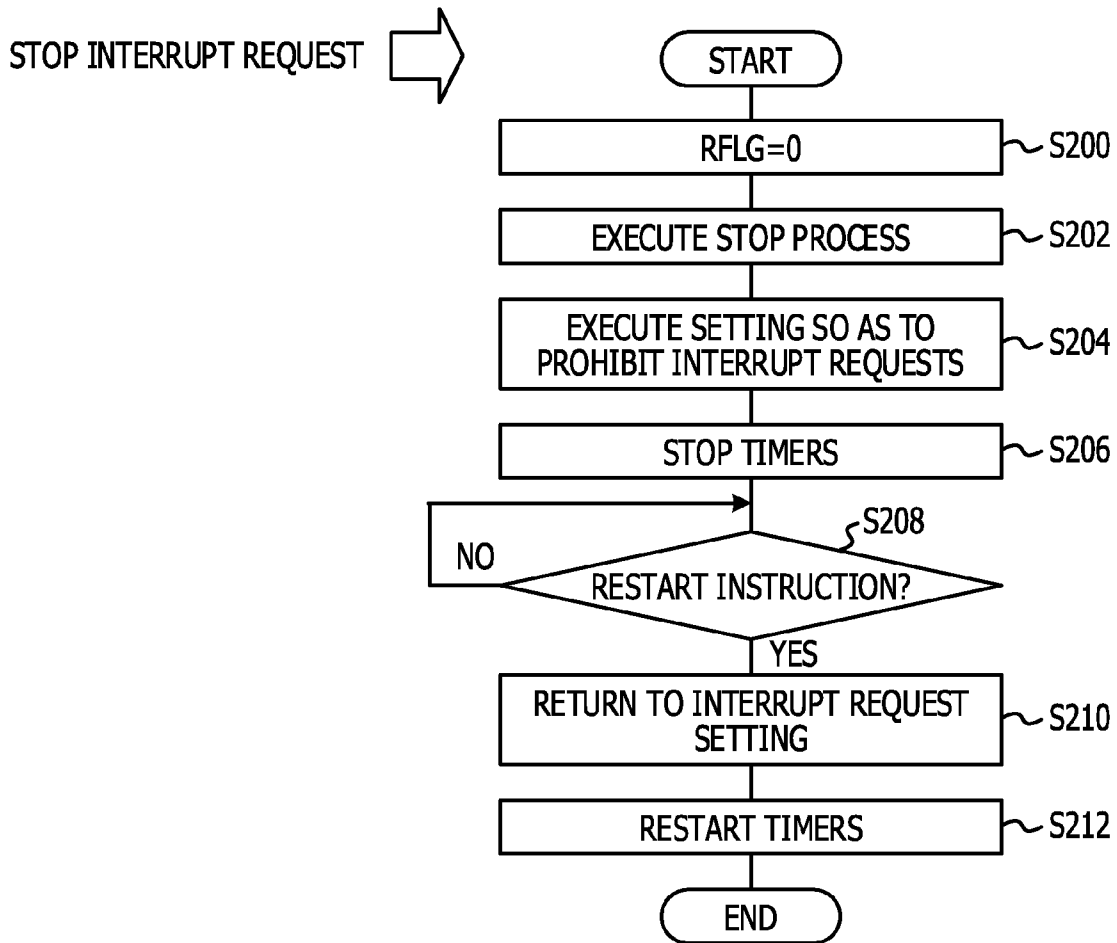 STOP INTERRUPT REQUEST
START
RFLG=0
S200
EXECUTE STOP PROCESS
S202
EXECUTE SETTING SO AS TO
PROHIBIT INTERRUPT REQUESTS
S204
STOP TIMERS
S206
S208
NO
RESTART INSTRUCTION?
YES
RETURN TO INTERRUPT REQUEST
SETTING
S210
RESTART TIMERS
S212
END